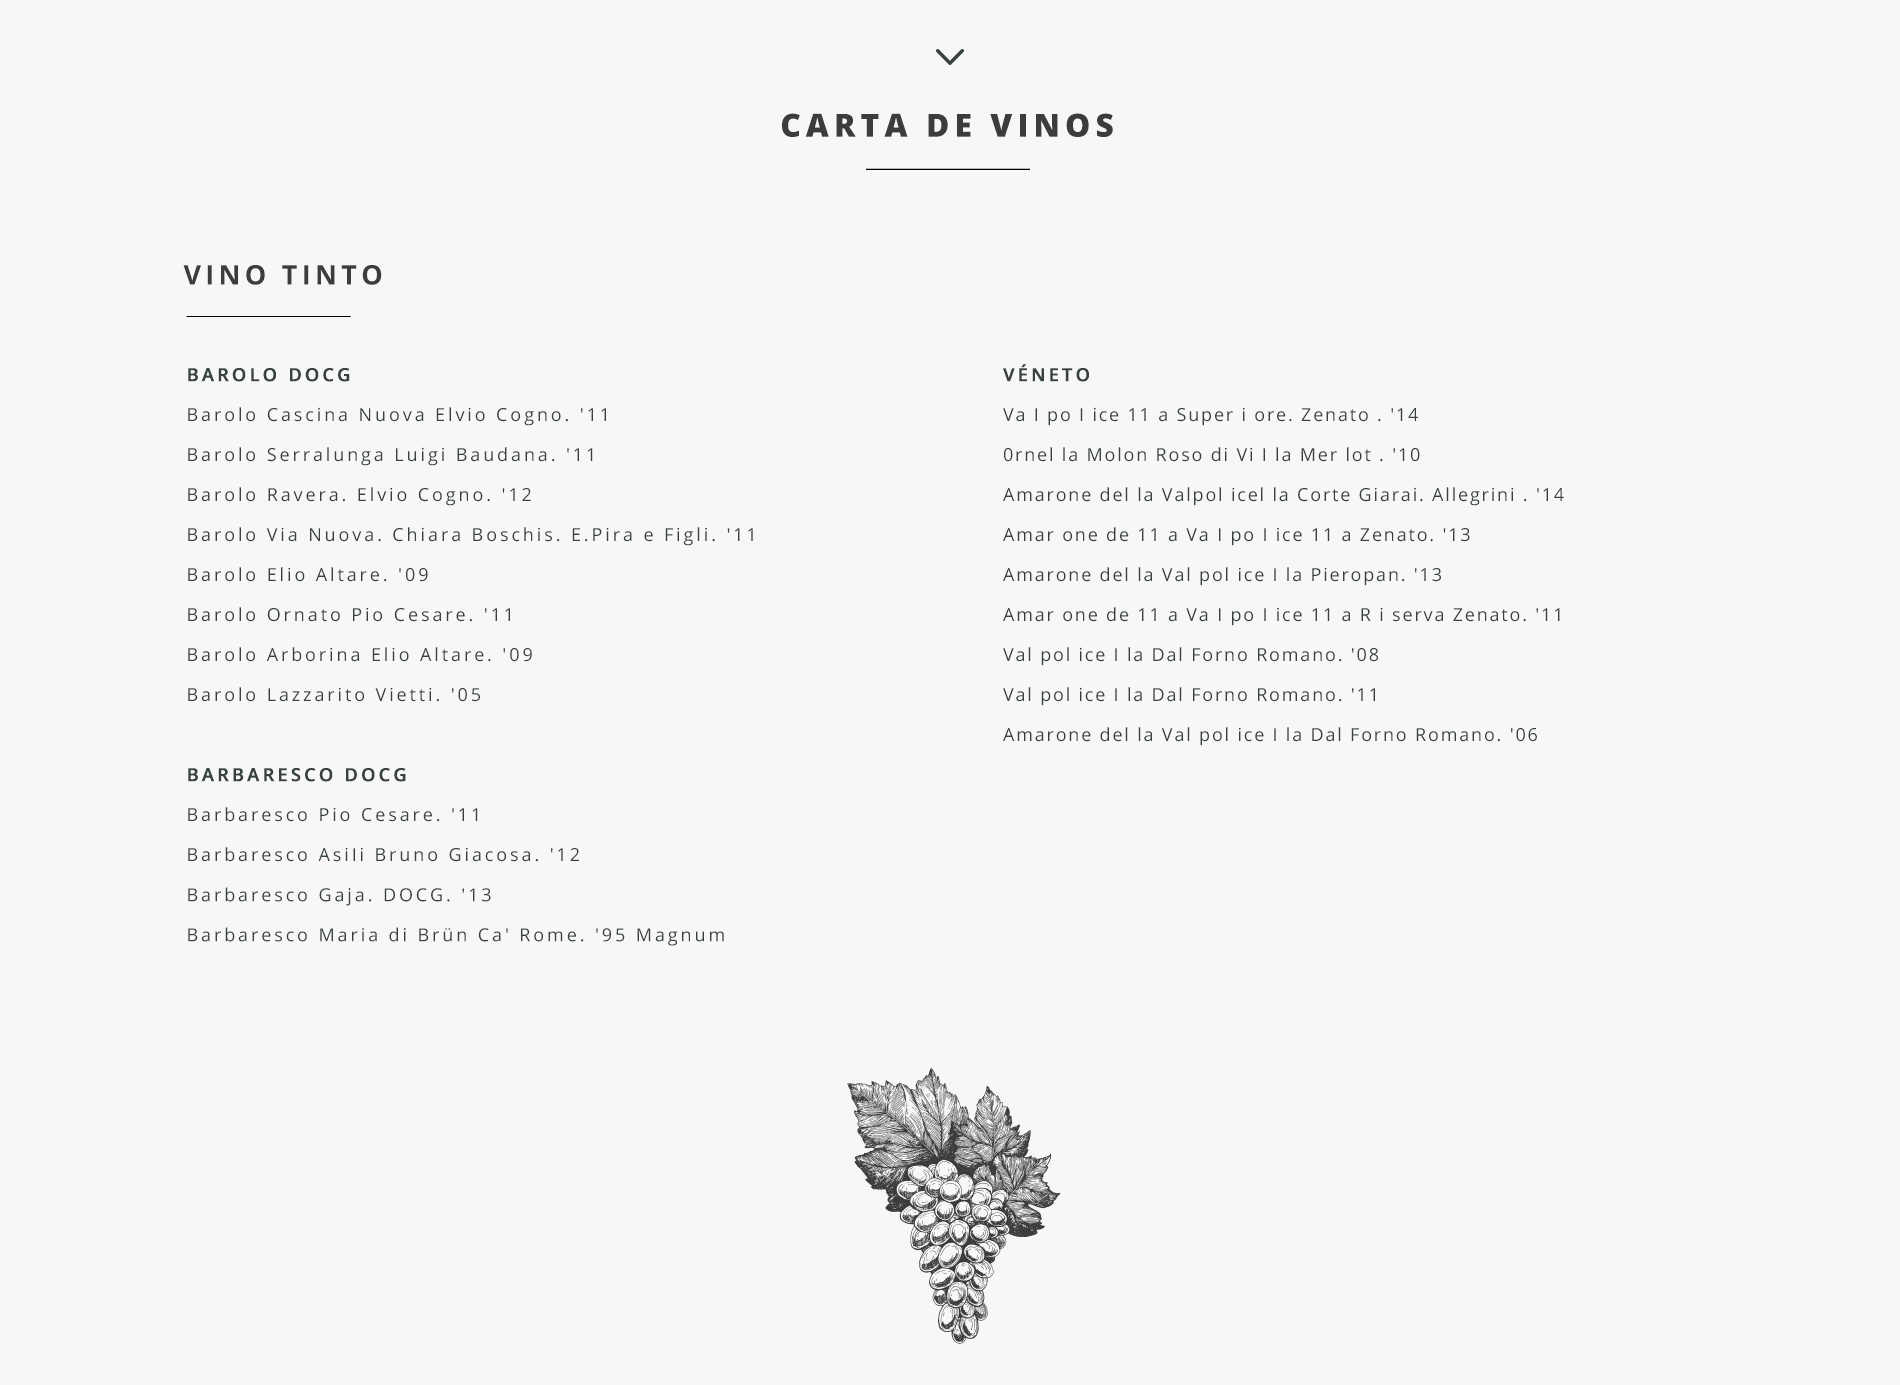 CARTA DE VINOS
VINO TINTO
BAROLO DOCG
Barolo Cascina Nuova Elvio Cogno. '11
Barolo Serralunga Luigi Baudana. '11
Barolo Ravera. Elvio Cogno. '12
Barolo Via Nuova. Chiara Boschis. E.Pira e Figli. '11
Barolo Elio Altare. '09
Barolo Ornato Pio Cesare. '11
Barolo Arborina Elio Altare. '09
Barolo Lazzarito Vietti. '05
BARBARESCO DOCG
Barbaresco Pio Cesare. '11
Barbaresco Asili Bruno Giacosa. '12
Barbaresco Gaja. DOCG. '13
Barbaresco Maria di Brün Ca' Rome. '95 Magnum
VÉNETO
Va I po I ice 11 a Super i ore. Zenato . '14
0rnel la Molon Roso di Vi I la Mer lot . '10
Amarone del la Valpol icel la Corte Giarai. Allegrini . '14
Amar one de 11 a Va I po I ice 11 a Zenato. '13
Amarone del la Val pol ice I la Pieropan. '13
Amar one de 11 a Va I po I ice 11 a R i serva Zenato. '11
Val pol ice I la Dal Forno Romano. '08
Val pol ice I la Dal Forno Romano. '11
Amarone del la Val pol ice I la Dal Forno Romano. '06